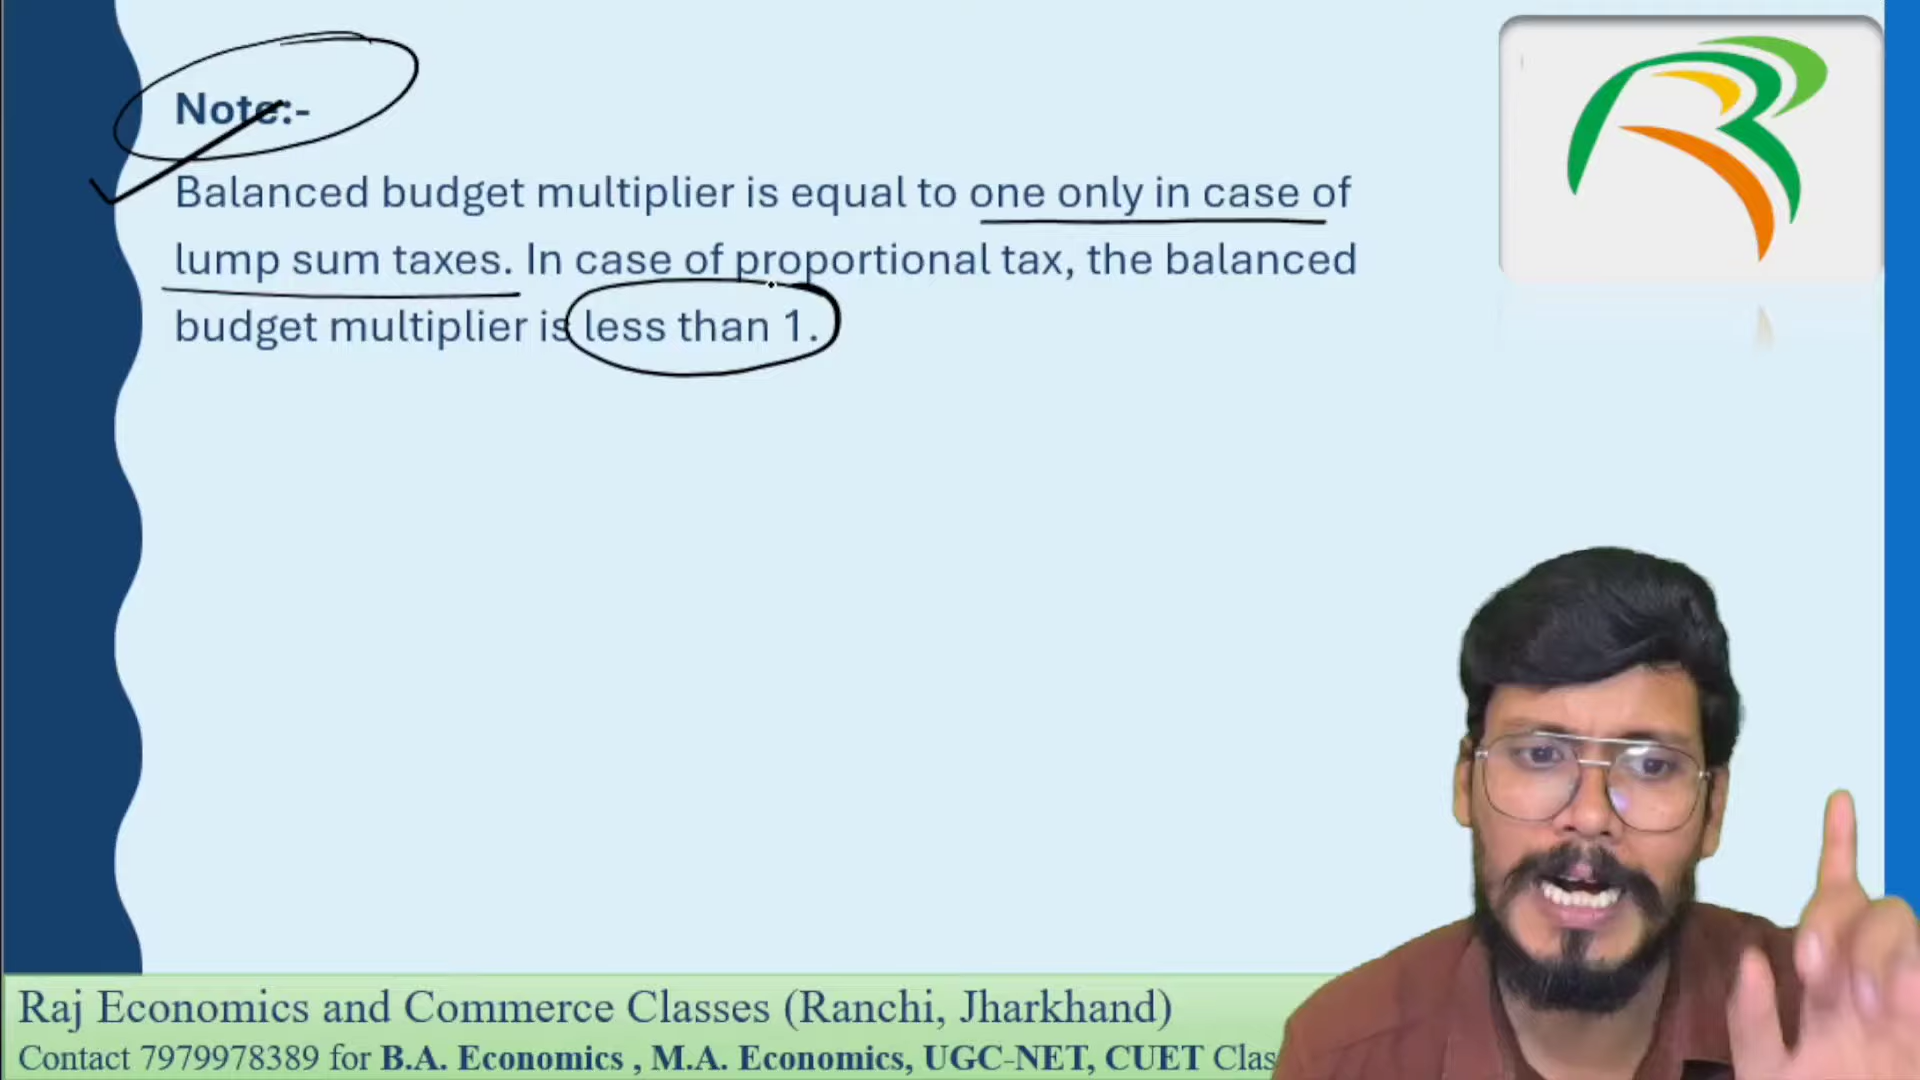 Note:-
Balanced budget multiplier is equal to one only in case of
lump sum taxes. In case of proportional tax, the balanced
budget multiplier is less than 1.
Raj Economics and Commerce Classes (Ranchi, Jharkhand)
Contact 7979978389 for B.A. Economics , M.A. Economics, UGC-NET, CUET Clas